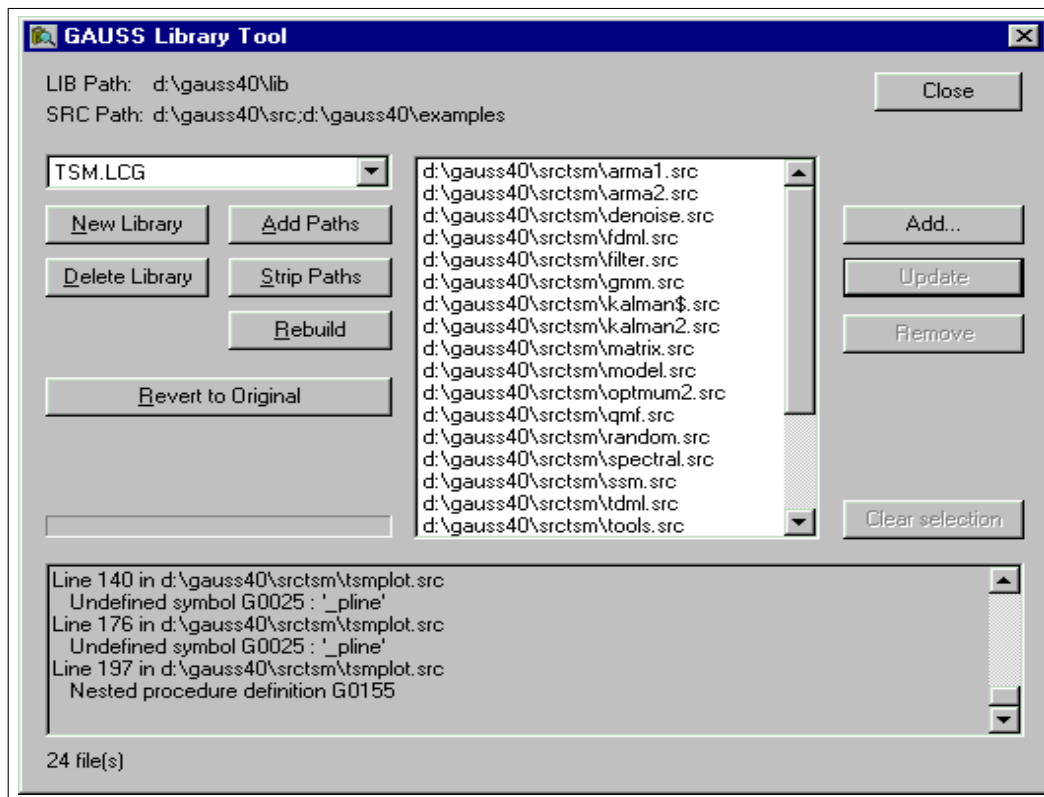 GAUSS Library Tool
LIB Path: d:\gauss40\lib
SRC Path: d:\gauss40\src;d:\gauss40\examples
Close
TSM.LCG
New Library
Add Paths
Delete Library
Strip Paths
Rebuild
Revert to Original
d:\gauss40\srctsm\arma1.src
d:\gauss40\srctsm\arma2.src
d:\gauss40\srctsm\denoise.src
d:\gauss40\srctsm\fdml.src
d:\gauss40\srctsm\filter.src
d:\gauss40\srctsm\gmm.src
d:\gauss40\srctsm\kalman$.src
d:\gauss40\srctsm\kalman2.src
d:\gauss40\srctsm\matrix.src
d:\gauss40\srctsm\model.src
d:\gauss40\srctsm\optmum2.src
d:\gauss40\srctsm\qmf.src
d:\gauss40\srctsm\random.src
d:\gauss40\srctsm\spectral.src
d:\gauss40\srctsm\ssm.src
d:\gauss40\srctsm\tdml.src
d:\gauss40\srctsm\tools.src
Add...
Update
Remove
Clear selection
Line 140 in d:\gauss40\srctsm\tsmplot.src
Undefined symbol G0025 : '_pline'
Line 176 in d:\gauss40\srctsm\tsmplot.src
Undefined symbol G0025 : '_pline'
Line 197 in d:\gauss40\srctsm\tsmplot.src
Nested procedure definition G0155
24 file(s)